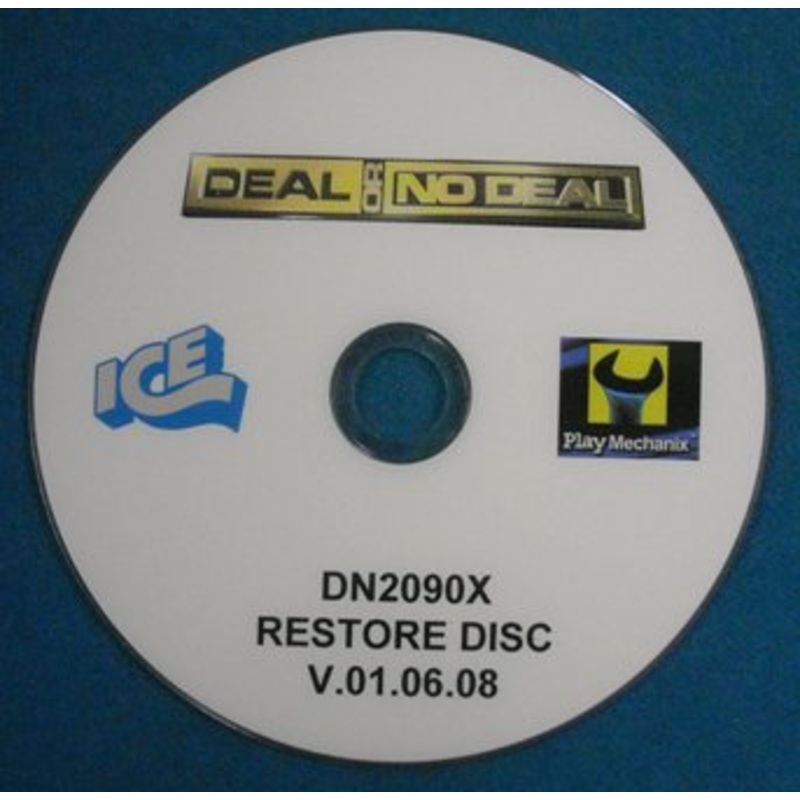 DEAL OR NO DEAL
ICE
Play Mechanix
DN2090X
RESTORE DISC
V.01.06.08